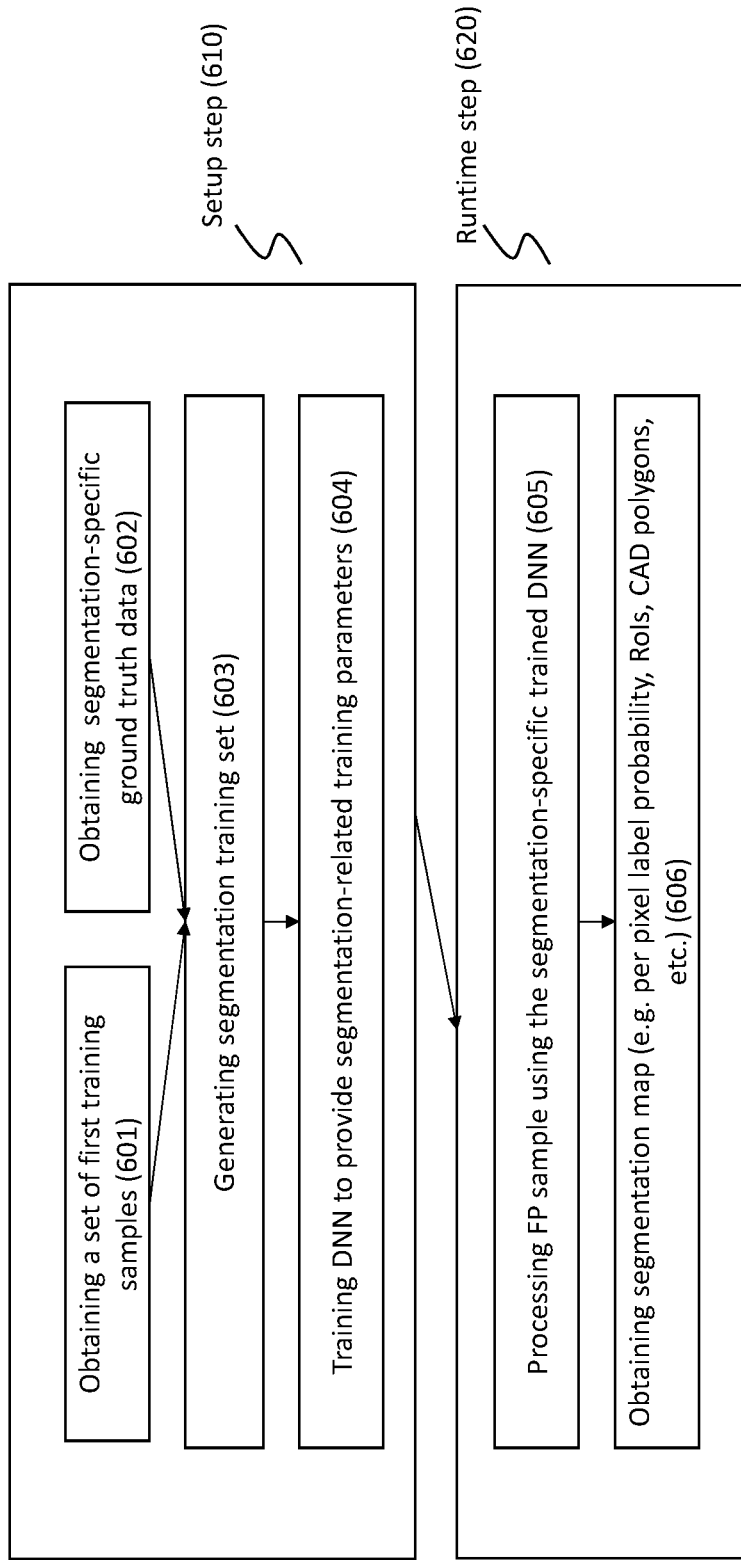 Setup step (610)
Obtaining a set of first training
samples (601)
Obtaining segmentation-specific
ground truth data (602)
Generating segmentation training set (603)
Training DNN to provide segmentation-related training parameters (604)
Runtime step (620)
Processing FP sample using the segmentation-specific trained DNN (605)
Obtaining segmentation map (e.g. per pixel label probability, RoIs, CAD polygons,
etc.) (606)